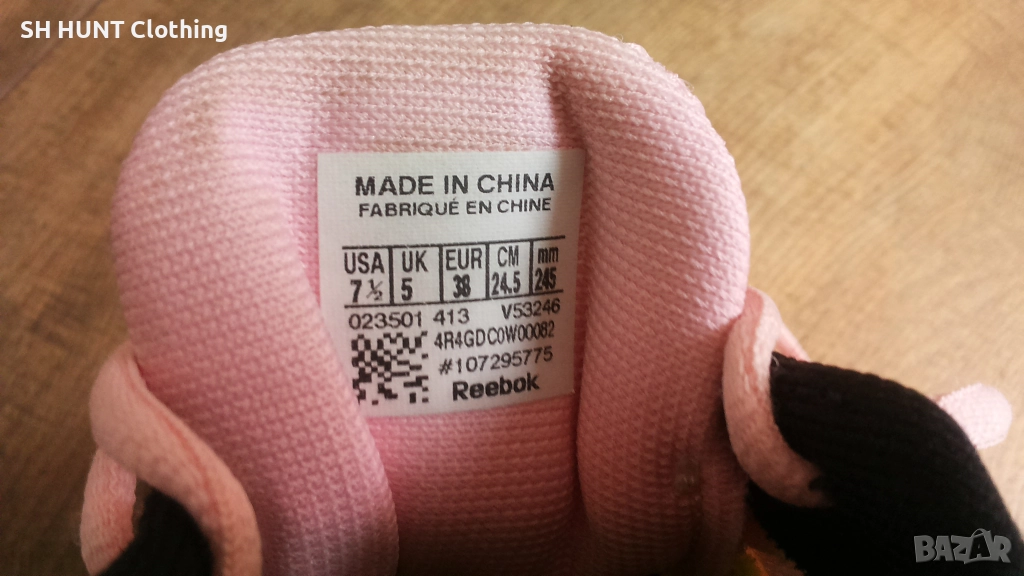 SH HUNT Clothing
MADE IN CHINA
FABRIQUÉ EN CHINE
USA UK EUR CM mm
7 ½ 5 38 24.5 245
023501 413 V53246
4R4GDC0W00082
#107295775
Reebok
BAZAR